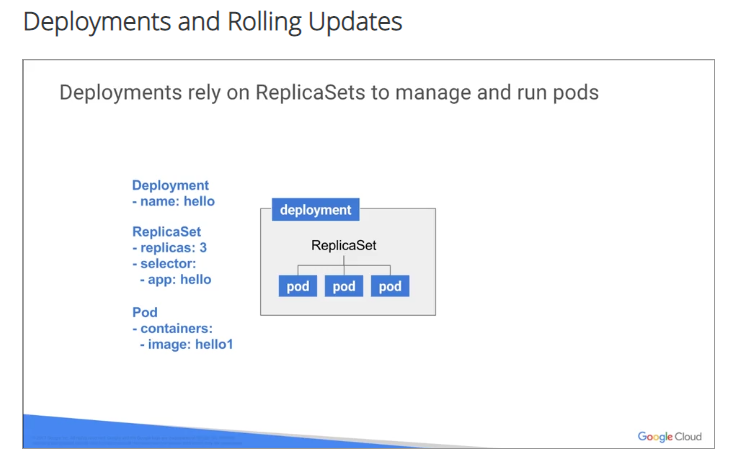 Deployments and Rolling Updates
Deployments rely on ReplicaSets to manage and run pods
Deployment
- name: hello
ReplicaSet
- replicas: 3
- selector:
- app: hello
Pod
- containers:
- image: hello1
deployment
ReplicaSet
pod pod pod
Google Cloud